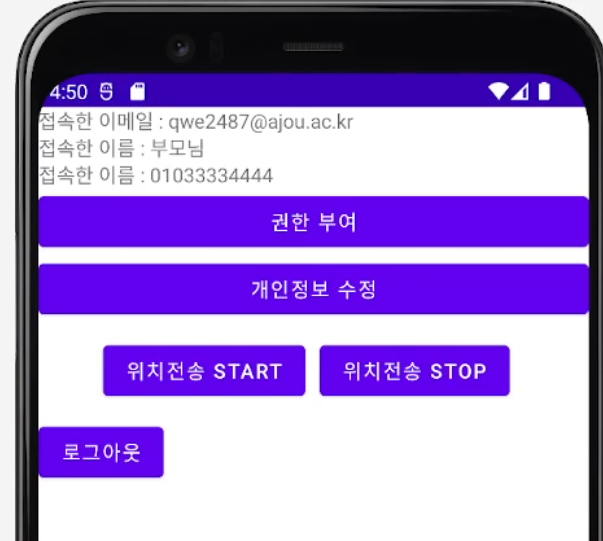 4:50
접속한 이메일 : qwe2487@ajou.ac.kr
접속한 이름 : 부모님
접속한 이름 : 01033334444
권한 부여
개인정보 수정
위치전송 START 위치전송 STOP
로그아웃